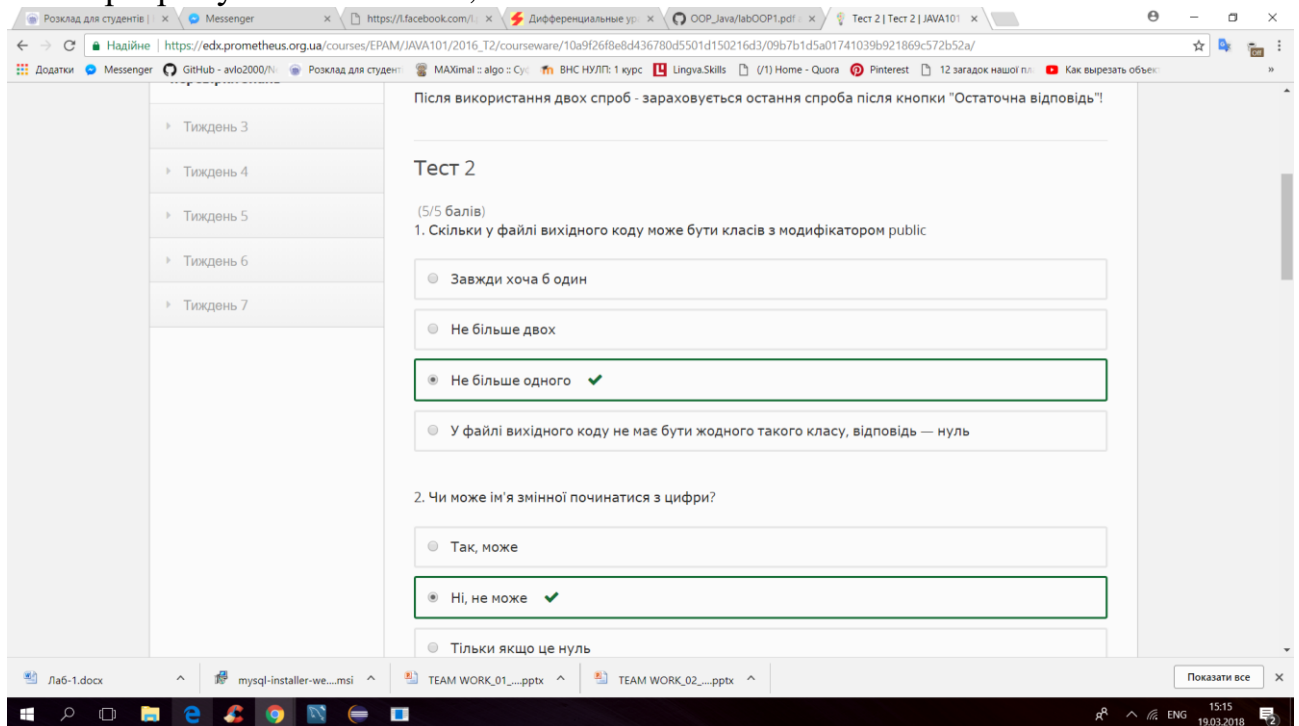 Розклад для студентів |
Messenger
https://l.facebook.com/l.
Дифференциальные ур
OOP_Java/labOOP1.pdf
Тест 2 | Тест 2 | JAVA101
Надійне | https://edx.prometheus.org.ua/courses/EPAM/JAVA101/2016_T2/courseware/10a9f26f8e8d436780d5501d150216d3/09b7b1d5a01741039b921869c572b52a/
Додатки Messenger GitHub - avlo2000/N Розклад для студен MAXimal :: algo :: Су ВНС НУЛП: 1 курс Lingva.Skills (/1) Home - Quora Pinterest 12 загадок нашої пл Как вырезать объек »
Після використання двох спроб - зараховується остання спроба після кнопки "Остаточна відповідь"!
Тиждень 3
Тиждень 4
Тиждень 5
Тиждень 6
Тиждень 7
Тест 2
(5/5 балів)
1. Скільки у файлі вихідного коду може бути класів з модифікатором public
Завжди хоча б один
Не більше двох
Не більше одного
У файлі вихідного коду не має бути жодного такого класу, відповідь — нуль
2. Чи може ім'я змінної починатися з цифри?
Так, може
Ні, не може
Тільки якщо це нуль
Лаб-1.docx
mysql-installer-we....msi
TEAM WORK_01_....pptx
TEAM WORK_02_....pptx
Показати все
ENG
15:15
19.03.2018